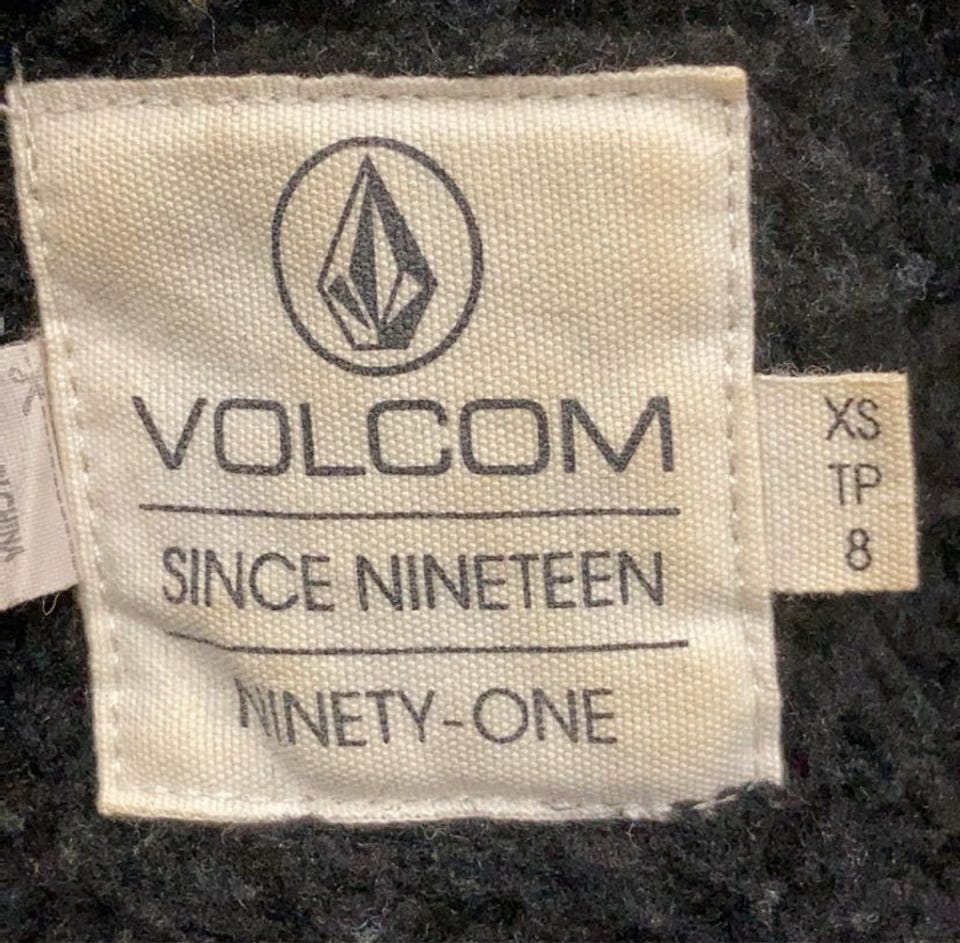 VOLCOM
SINCE NINETEEN
NINETY-ONE
XS
TP
8